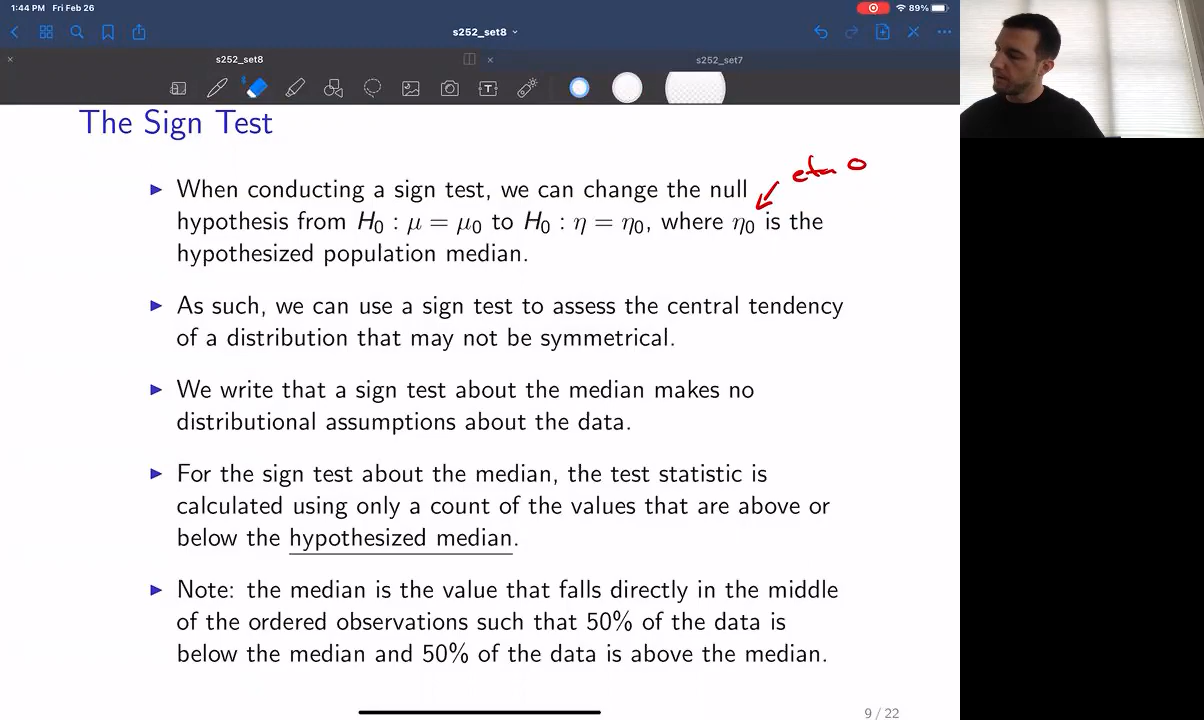 1:44 PM Fri Feb 26
89%
s252_set8
s252_set8
s252_set7
T
The Sign Test
eta 0
▶ When conducting a sign test, we can change the null
hypothesis from H₀ : μ = μ₀ to H₀ : η = η₀, where η₀ is the
hypothesized population median.
▶ As such, we can use a sign test to assess the central tendency
of a distribution that may not be symmetrical.
▶ We write that a sign test about the median makes no
distributional assumptions about the data.
▶ For the sign test about the median, the test statistic is
calculated using only a count of the values that are above or
below the hypothesized median.
▶ Note: the median is the value that falls directly in the middle
of the ordered observations such that 50% of the data is
below the median and 50% of the data is above the median.
9 / 22